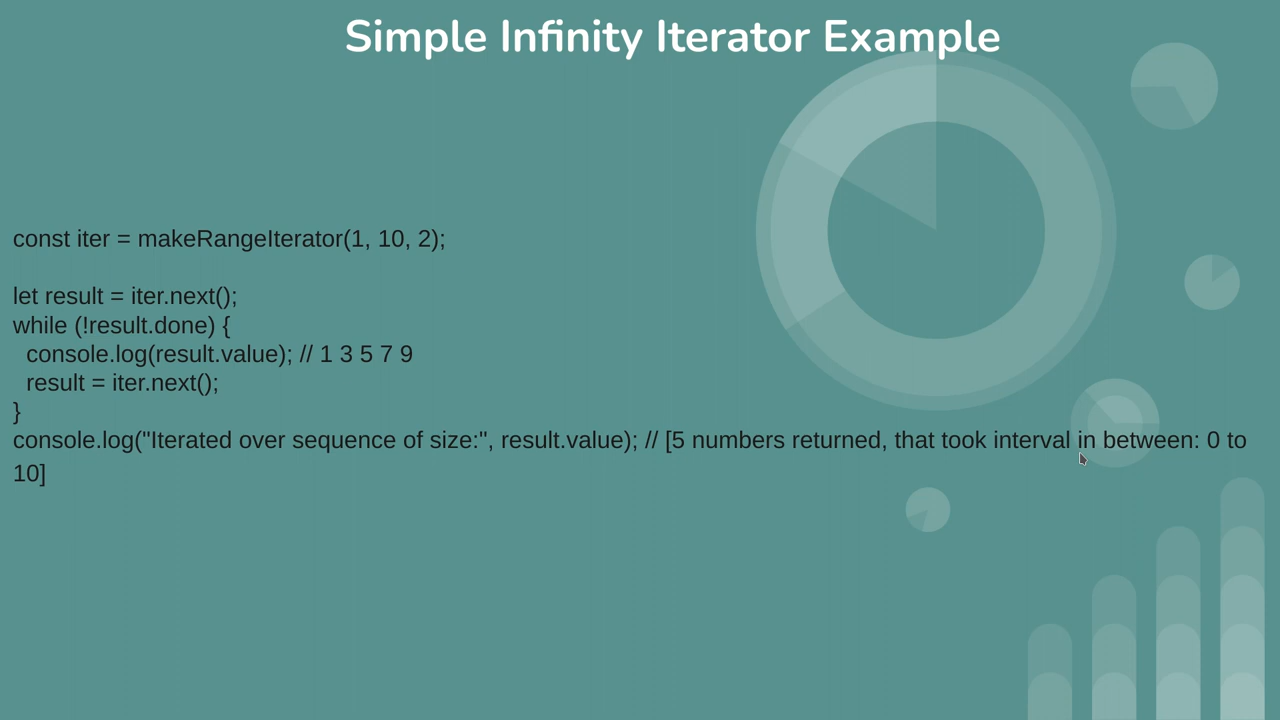 Simple Infinity Iterator Example
const iter = makeRangeIterator(1, 10, 2);
let result = iter.next();
while (!result.done) {
  console.log(result.value); // 1 3 5 7 9
  result = iter.next();
}
console.log("Iterated over sequence of size:", result.value); // [5 numbers returned, that took interval in between: 0 to
10]